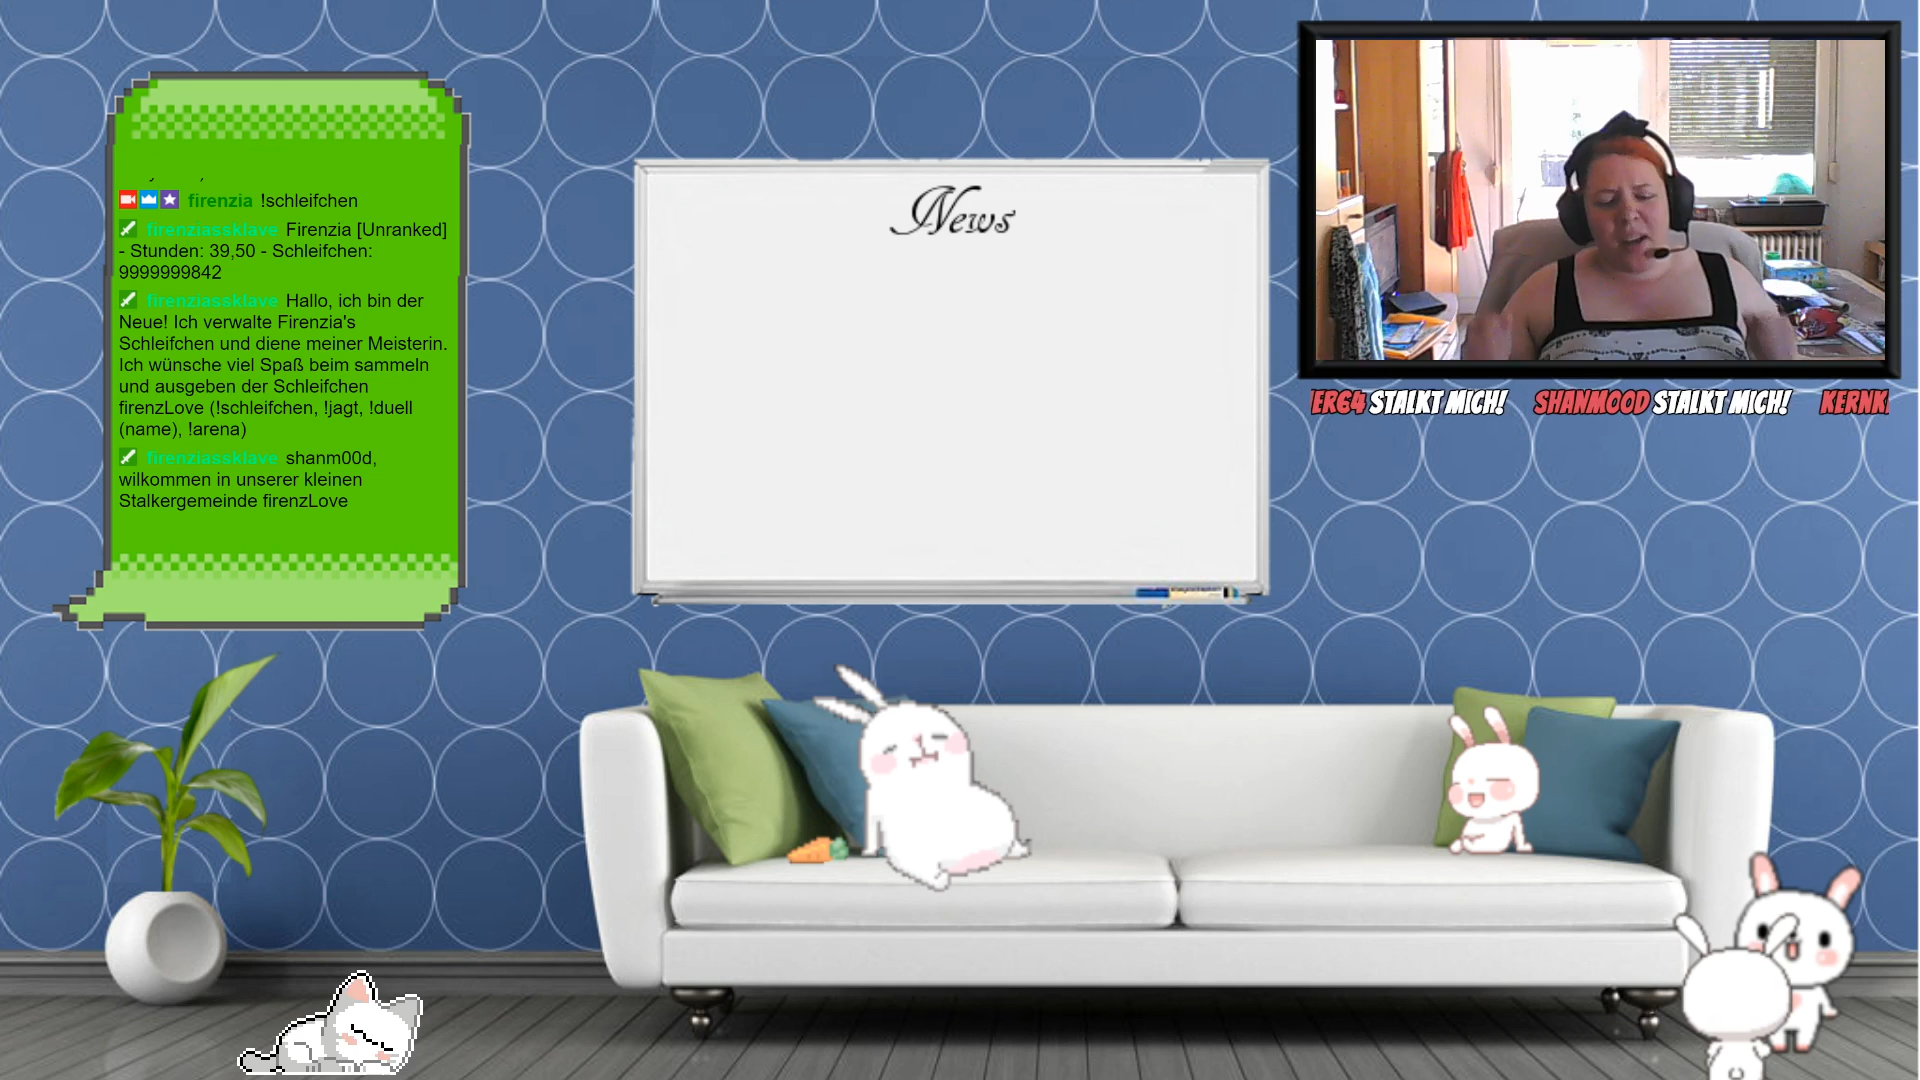 firenzia !schleifchen
firenziassklave Firenzia [Unranked]
- Stunden: 39,50 - Schleifchen:
9999999842
firenziassklave Hallo, ich bin der
Neue! Ich verwalte Firenzia's
Schleifchen und diene meiner Meisterin.
Ich wünsche viel Spaß beim sammeln
und ausgeben der Schleifchen
firenzLove (!schleifchen, !jagt, !duell
(name), !arena)
firenziassklave shanm00d,
wilkommen in unserer kleinen
Stalkergemeinde firenzLove
News
ER64 STALKT MICH! SHANMOOD STALKT MICH! KERNK